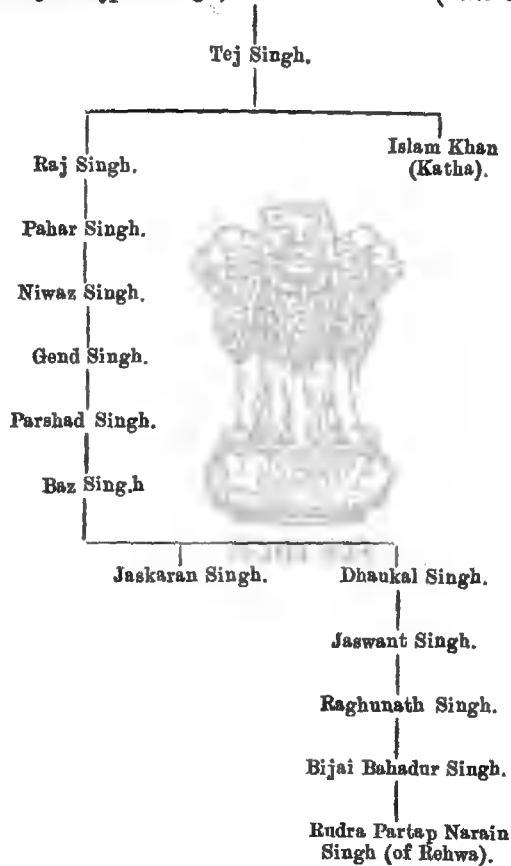 Tej Singh.
Islam Khan
(Katha).
Raj Singh.
Pahar Singh.
Niwaz Singh.
Gend Singh.
Parshad Singh.
Baz Sing.h
Jaskaran Singh.
Dhaukal Singh.
Jaswant Singh.
Raghunath Singh.
Bijai Bahadur Singh.
Rudra Partap Narain
Singh (of Rehwa).